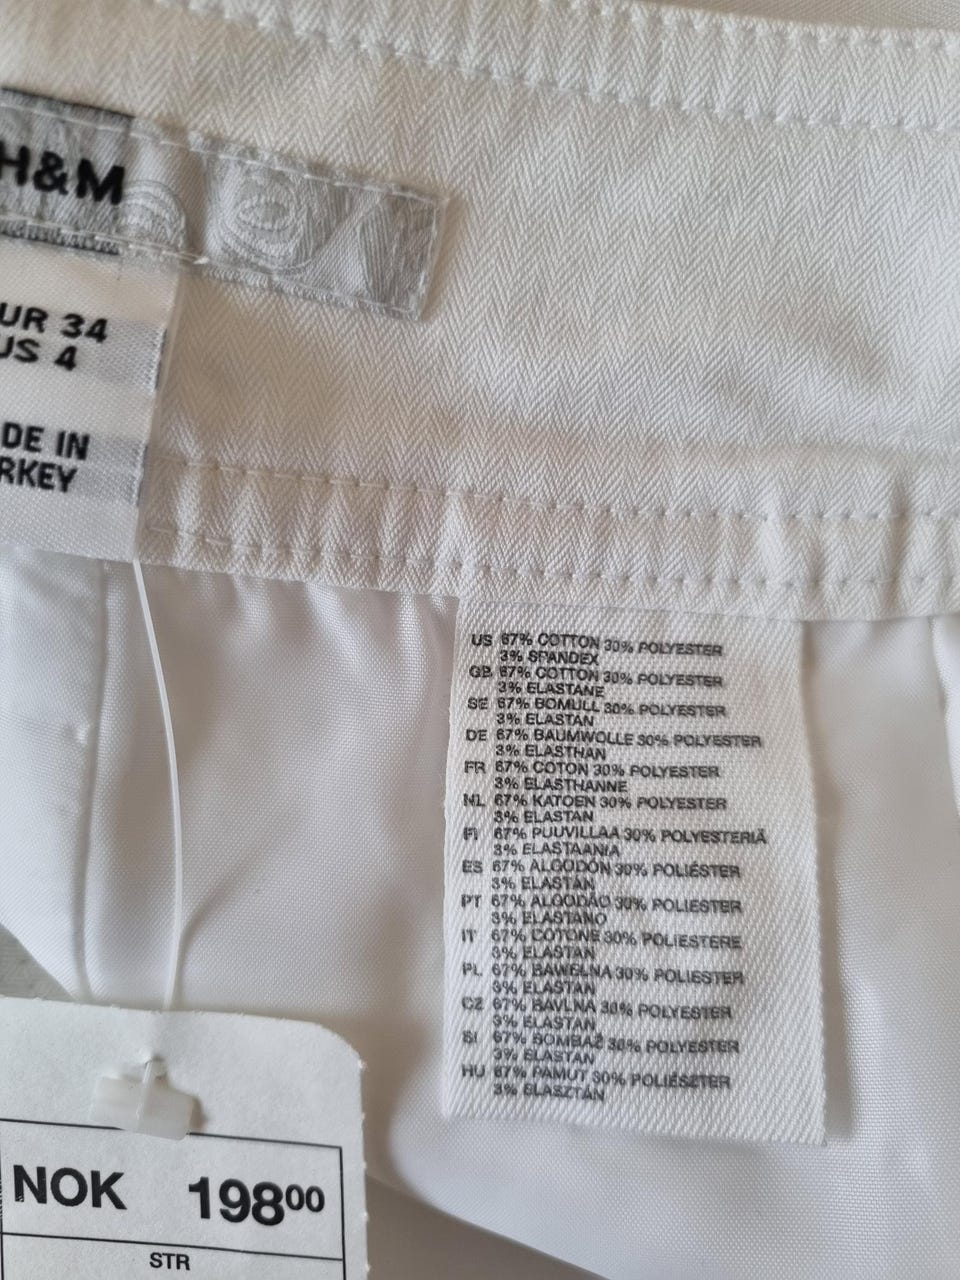 H&M
UR 34
US 4
DE IN
RKEY
US 67% COTTON 30% POLYESTER
3% SPANDEX
GB 67% COTTON 30% POLYESTER
3% ELASTANE
SE 67% BOMULL 30% POLYESTER
3% ELASTAN
DE 67% BAUMWOLLE 30% POLYESTER
3% ELASTHAN
FR 67% COTON 30% POLYESTER
3% ELASTHANNE
NL 67% KATOEN 30% POLYESTER
3% ELASTAN
FI 67% PUUVILLAA 30% POLYESTERIÄ
3% ELASTAANIA
ES 67% ALGODÓN 30% POLIÉSTER
3% ELASTÁN
PT 67% ALGODÃO 30% POLIESTER
3% ELASTANO
IT 67% COTONE 30% POLIESTERE
3% ELASTAN
PL 67% BAWEŁNA 30% POLIESTER
3% ELASTAN
CZ 67% BAVLNA 30% POLYESTER
3% ELASTAN
SI 67% BOMBAŽ 30% POLYESTER
3% ELASTAN
HU 67% PAMUT 30% POLIÉSZTER
3% ELASZTÁN
NOK 19800
STR